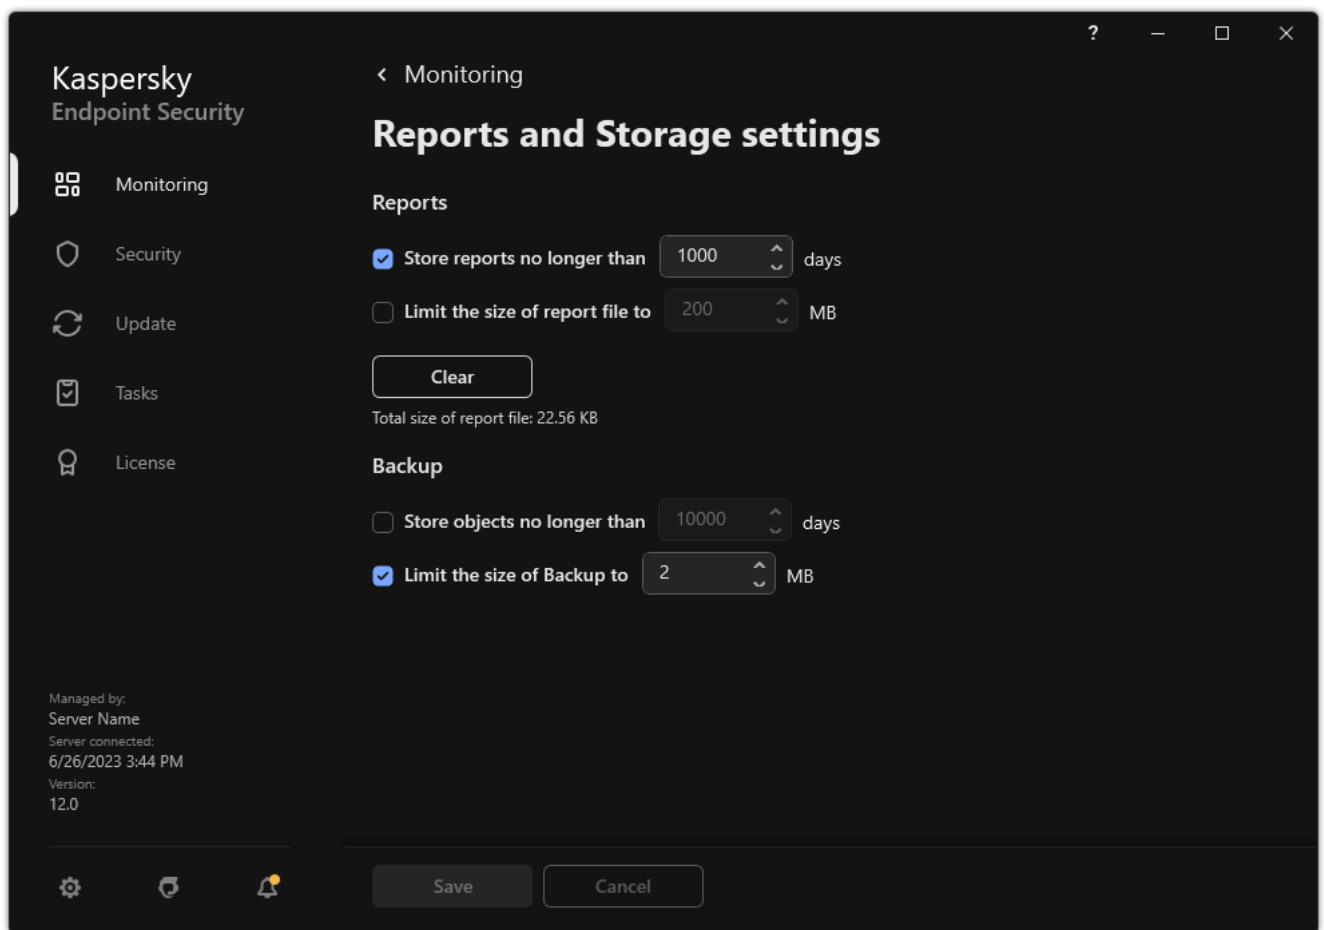 ?
Kaspersky
Endpoint Security
Monitoring
Security
Update
Tasks
License
Managed by:
Server Name
Server connected:
6/26/2023 3:44 PM
Version:
12.0
Monitoring
Reports and Storage settings
Reports
Store reports no longer than 1000 days
Limit the size of report file to 200 MB
Clear
Total size of report file: 22.56 KB
Backup
Store objects no longer than 10000 days
Limit the size of Backup to 2 MB
Save Cancel